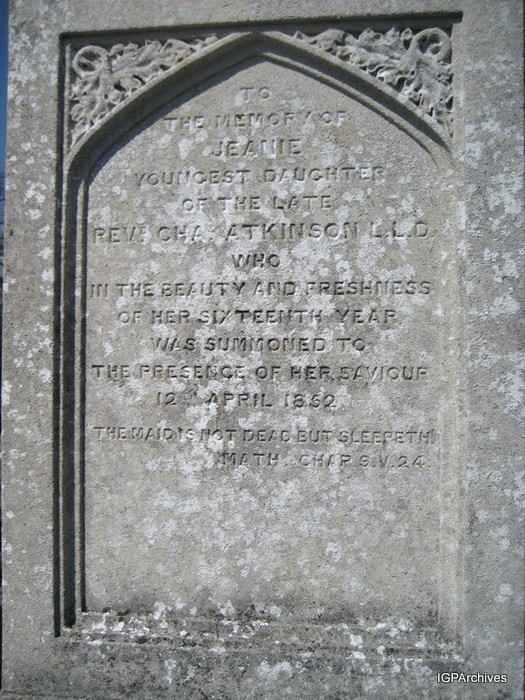 TO
THE MEMORY OF
JEANIE
YOUNGEST DAUGHTER
OF THE LATE
REVD CHAS ATKINSON L.L.D.
WHO
IN THE BEAUTY AND FRESHNESS
OF HER SIXTEENTH YEAR
WAS SUMMONED TO
THE PRESENCE OF HER SAVIOUR
12TH APRIL 1852.
THE MAID IS NOT DEAD BUT SLEEPETH
MATH. CHAP. 9. V. 24.
IGPArchives